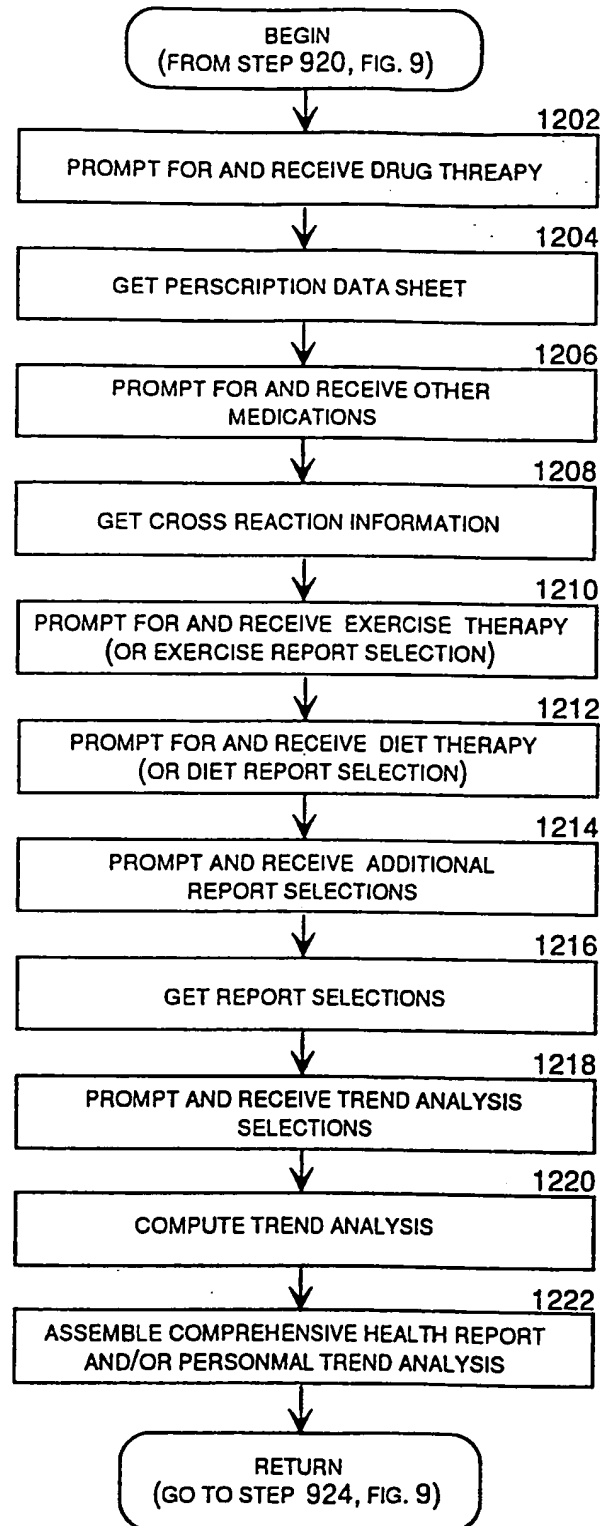 BEGIN
(FROM STEP 920, FIG. 9)
1202
PROMPT FOR AND RECEIVE DRUG THREAPY
1204
GET PERSCRIPTION DATA SHEET
1206
PROMPT FOR AND RECEIVE OTHER
MEDICATIONS
1208
GET CROSS REACTION INFORMATION
1210
PROMPT FOR AND RECEIVE EXERCISE THERAPY
(OR EXERCISE REPORT SELECTION)
1212
PROMPT FOR AND RECEIVE DIET THERAPY
(OR DIET REPORT SELECTION)
1214
PROMPT AND RECEIVE ADDITIONAL
REPORT SELECTIONS
1216
GET REPORT SELECTIONS
1218
PROMPT AND RECEIVE TREND ANALYSIS
SELECTIONS
1220
COMPUTE TREND ANALYSIS
1222
ASSEMBLE COMPREHENSIVE HEALTH REPORT
AND/OR PERSONMAL TREND ANALYSIS
RETURN
(GO TO STEP 924, FIG. 9)